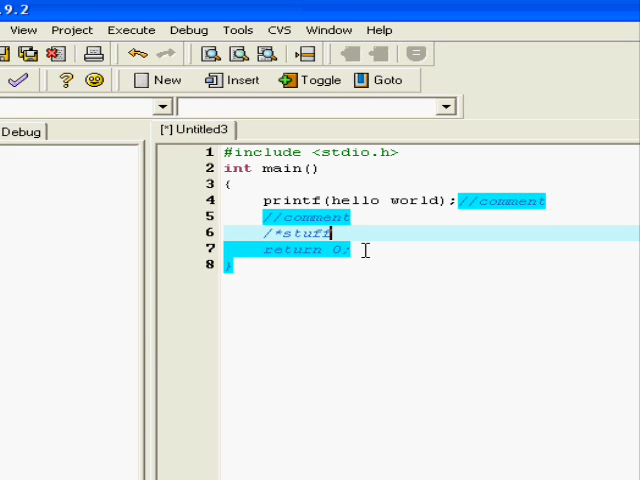 .9.2
View Project Execute Debug Tools CVS Window Help
New Insert Toggle Goto
Debug [*] Untitled3
1 #include <stdio.h>
2 int main()
3 {
4 printf(hello world);//comment
5 //comment
6 /*stuff
7 return 0;
8 }